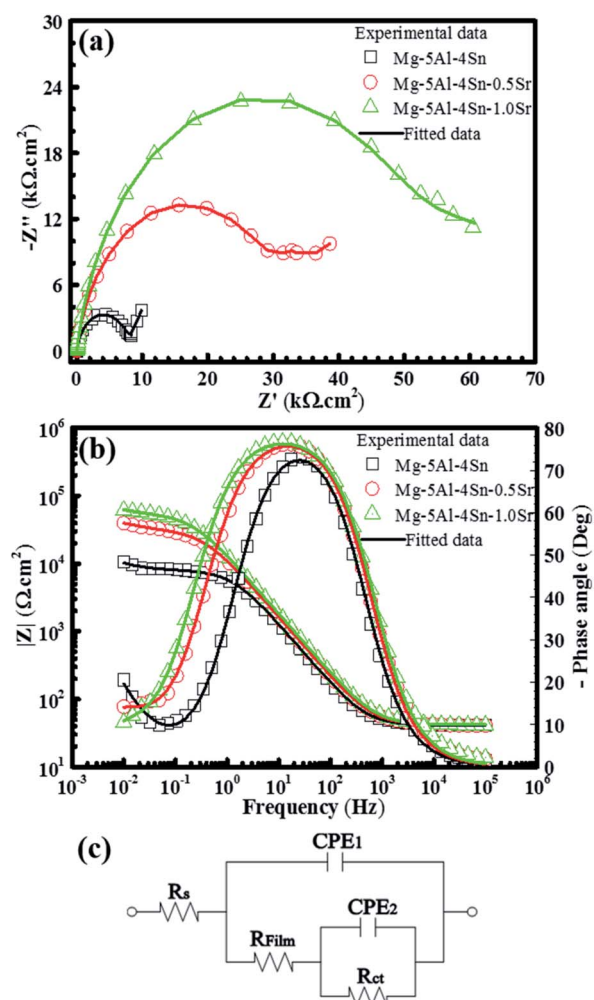 (a)
Experimental data
Mg-5Al-4Sn
Mg-5Al-4Sn-0.5Sr
Mg-5Al-4Sn-1.0Sr
Fitted data
30
24
18
12
6
0
-Z'' (kΩ.cm²)
0 10 20 30 40 50 60 70
Z' (kΩ.cm²)
(b)
Experimental data
Mg-5Al-4Sn
Mg-5Al-4Sn-0.5Sr
Mg-5Al-4Sn-1.0Sr
Fitted data
10⁶
10⁵
10⁴
10³
10²
10¹
|Z| (Ω.cm²)
80
70
60
50
40
30
20
10
0
- Phase angle (Deg)
10⁻³ 10⁻² 10⁻¹ 10⁰ 10¹ 10² 10³ 10⁴ 10⁵ 10⁶
Frequency (Hz)
(c)
CPE1
Rs
CPE2
RFilm
Rct